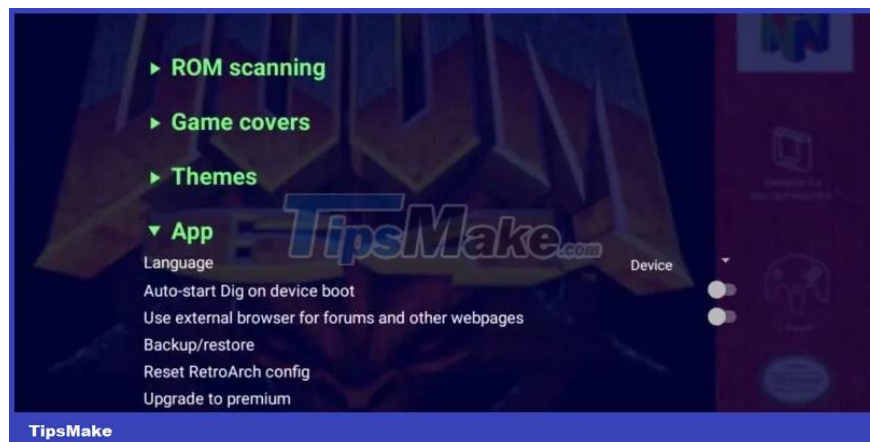 ROM scanning
Game covers
Themes
App
TipsMake.com
Language
Device
Auto-start Dig on device boot
Use external browser for forums and other webpages
Backup/restore
Reset RetroArch config
Upgrade to premium
TipsMake